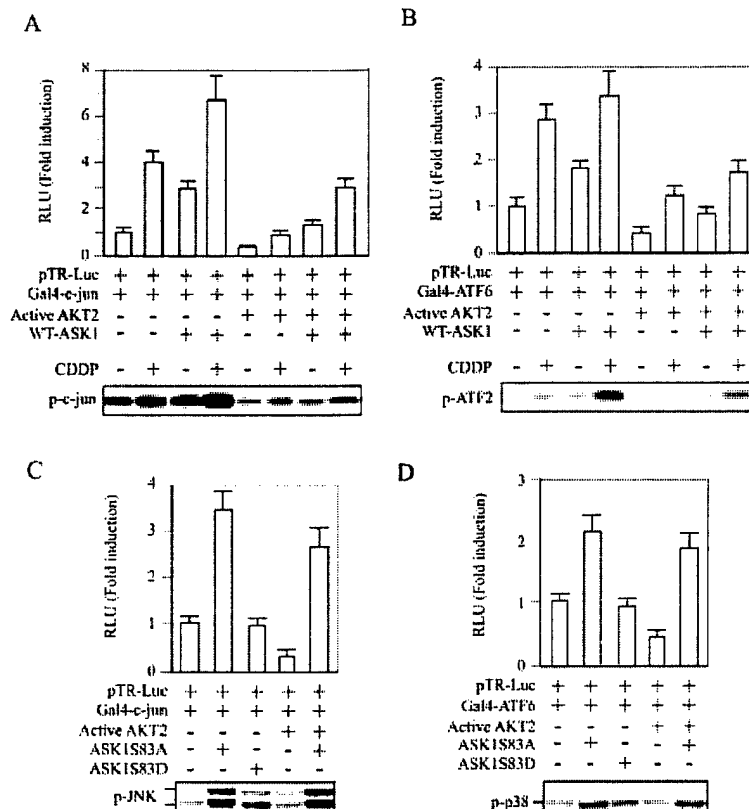 A
RLU (Fold induction)
8
6
4
2
0
pTR-Luc + + + + + + + +
Gal4-c-jun + + + + + + + +
Active AKT2 - - - - + + + +
WT-ASK1 - - + + - - + +
CDDP - + - + - + - +
p-c-jun
B
RLU (Fold induction)
4
3
2
1
0
pTR-Luc + + + + + + + +
Gal4-ATF6 + + + + + + + +
Active AKT2 - - - - + + + +
WT-ASK1 - - + + - - + +
CDDP - + - + - + - +
p-ATF2
C
RLU (Fold induction)
4
3
2
1
0
pTR-Luc + + + + +
Gal4-c-jun + + + + +
Active AKT2 - - - + +
ASK1S83A - + - - +
ASK1S83D - - + - -
p-JNK
D
RLU (Fold induction)
3
2
1
0
pTR-Luc + + + + +
Gal4-ATF6 + + + + +
Active AKT2 - - - + +
ASK1S83A - + - - +
ASK1S83D - - + - -
p-p38